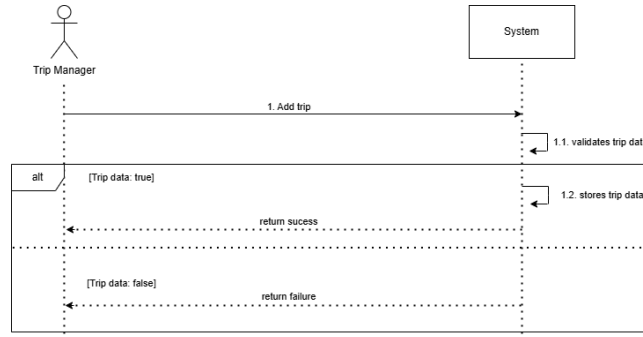 System
Trip Manager
1. Add trip
1.1. validates trip dat
alt
[Trip data: true]
1.2. stores trip data
return sucess
[Trip data: false]
return failure